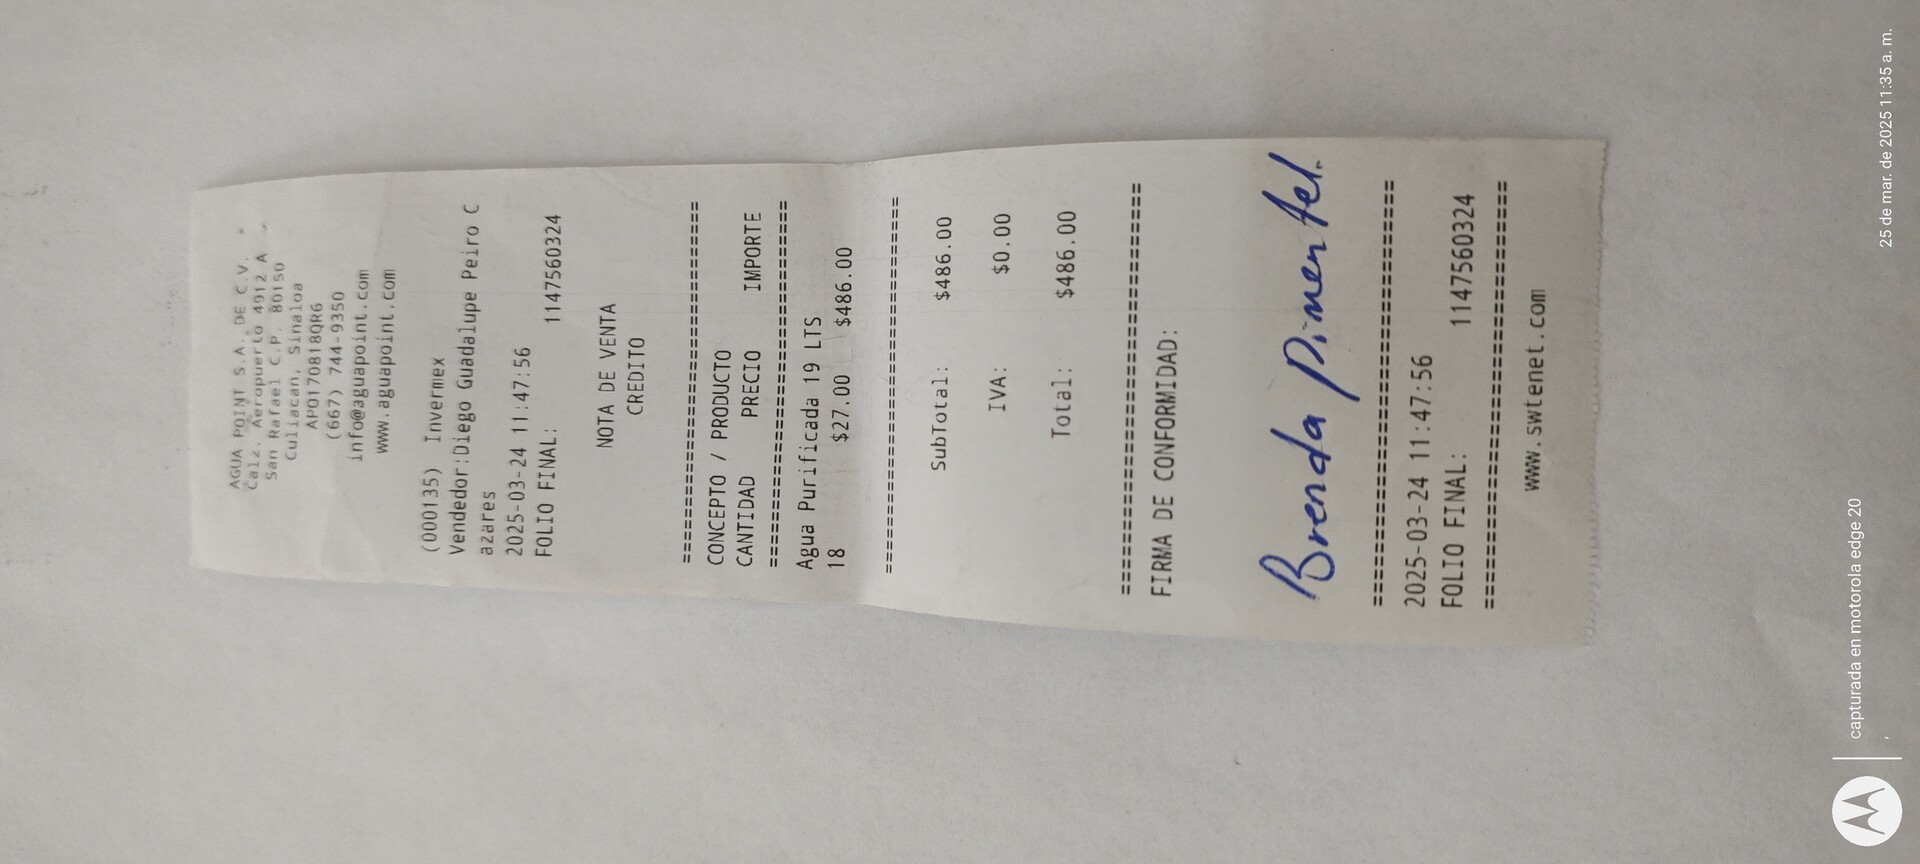 AGUA POINT S.A. DE C.V.
Calz. Aeropuerto 4912 A
San Rafael C.P. 80150
Culiacan, Sinaloa
APO170818QR6
(667) 744-9350
info@aguapoint.com
www.aguapoint.com
(000135) Invermex
Vendedor:Diego Guadalupe Peiro C
azares
2025-03-24 11:47:56
FOLIO FINAL: 1147560324
NOTA DE VENTA
CREDITO
================================
CONCEPTO / PRODUCTO
CANTIDAD PRECIO IMPORTE
================================
Agua Purificada 19 LTS
18 $27.00 $486.00
================================
SubTotal: $486.00
IVA: $0.00
Total: $486.00
================================
FIRMA DE CONFORMIDAD:
Brenda Pimentel.
================================
2025-03-24 11:47:56
FOLIO FINAL: 1147560324
================================
www.swtenet.com
capturada en motorola edge 20
25 de mar. de 2025 11:35 a. m.